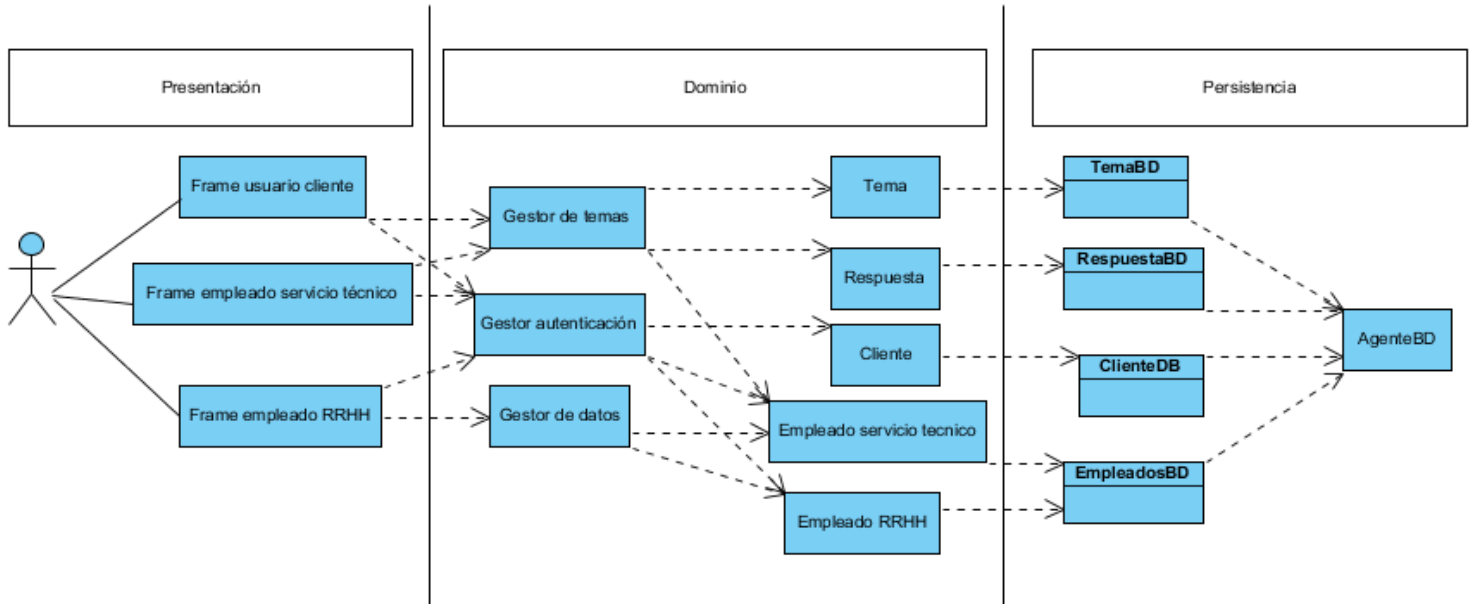 Presentación
Dominio
Persistencia
Frame usuario cliente
Frame empleado servicio técnico
Frame empleado RRHH
Gestor de temas
Gestor autenticación
Gestor de datos
Tema
Respuesta
Cliente
Empleado servicio tecnico
Empleado RRHH
TemaBD
RespuestaBD
ClienteDB
EmpleadosBD
AgenteBD